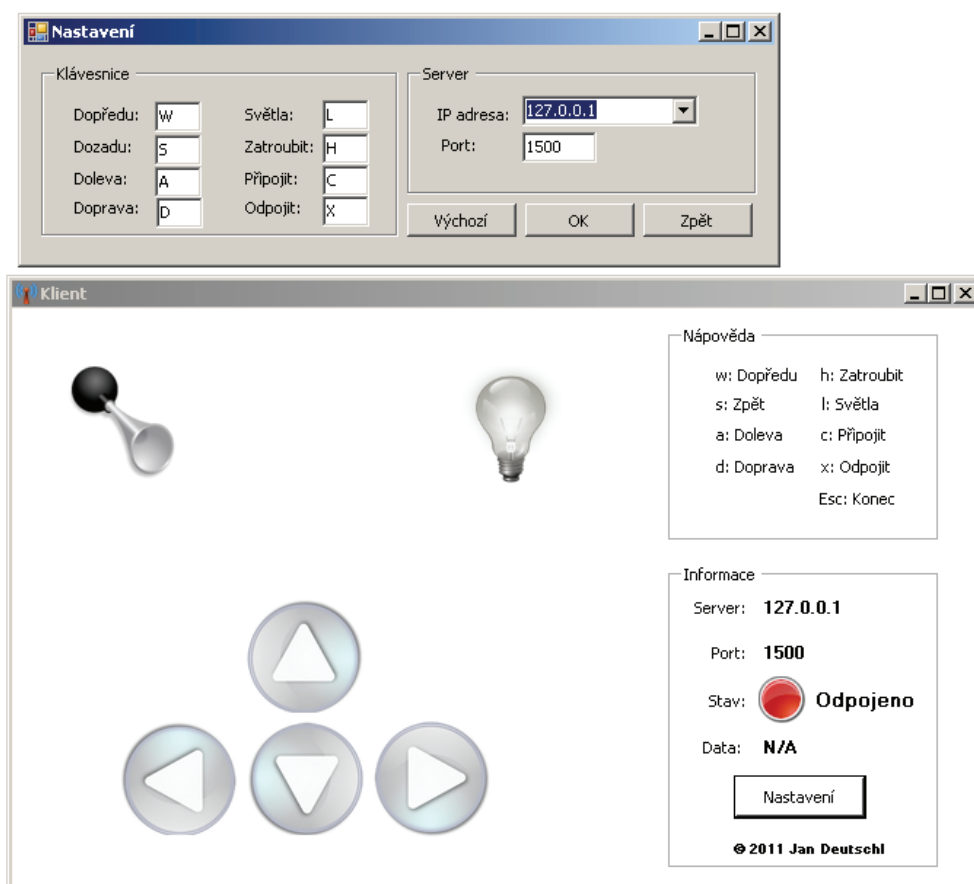 Nastavení
Klávesnice
Dopředu: W
Dozadu: S
Doleva: A
Doprava: D
Světla: L
Zatroubit: H
Připojit: C
Odpojit: X
Server
IP adresa: 127.0.0.1
Port: 1500
Výchozí OK Zpět
Klient
Nápověda
w: Dopředu h: Zatroubit
s: Zpět l: Světla
a: Doleva c: Připojit
d: Doprava x: Odpojit
Esc: Konec
Informace
Server: 127.0.0.1
Port: 1500
Stav: Odpojeno
Data: N/A
Nastavení
© 2011 Jan Deutschl